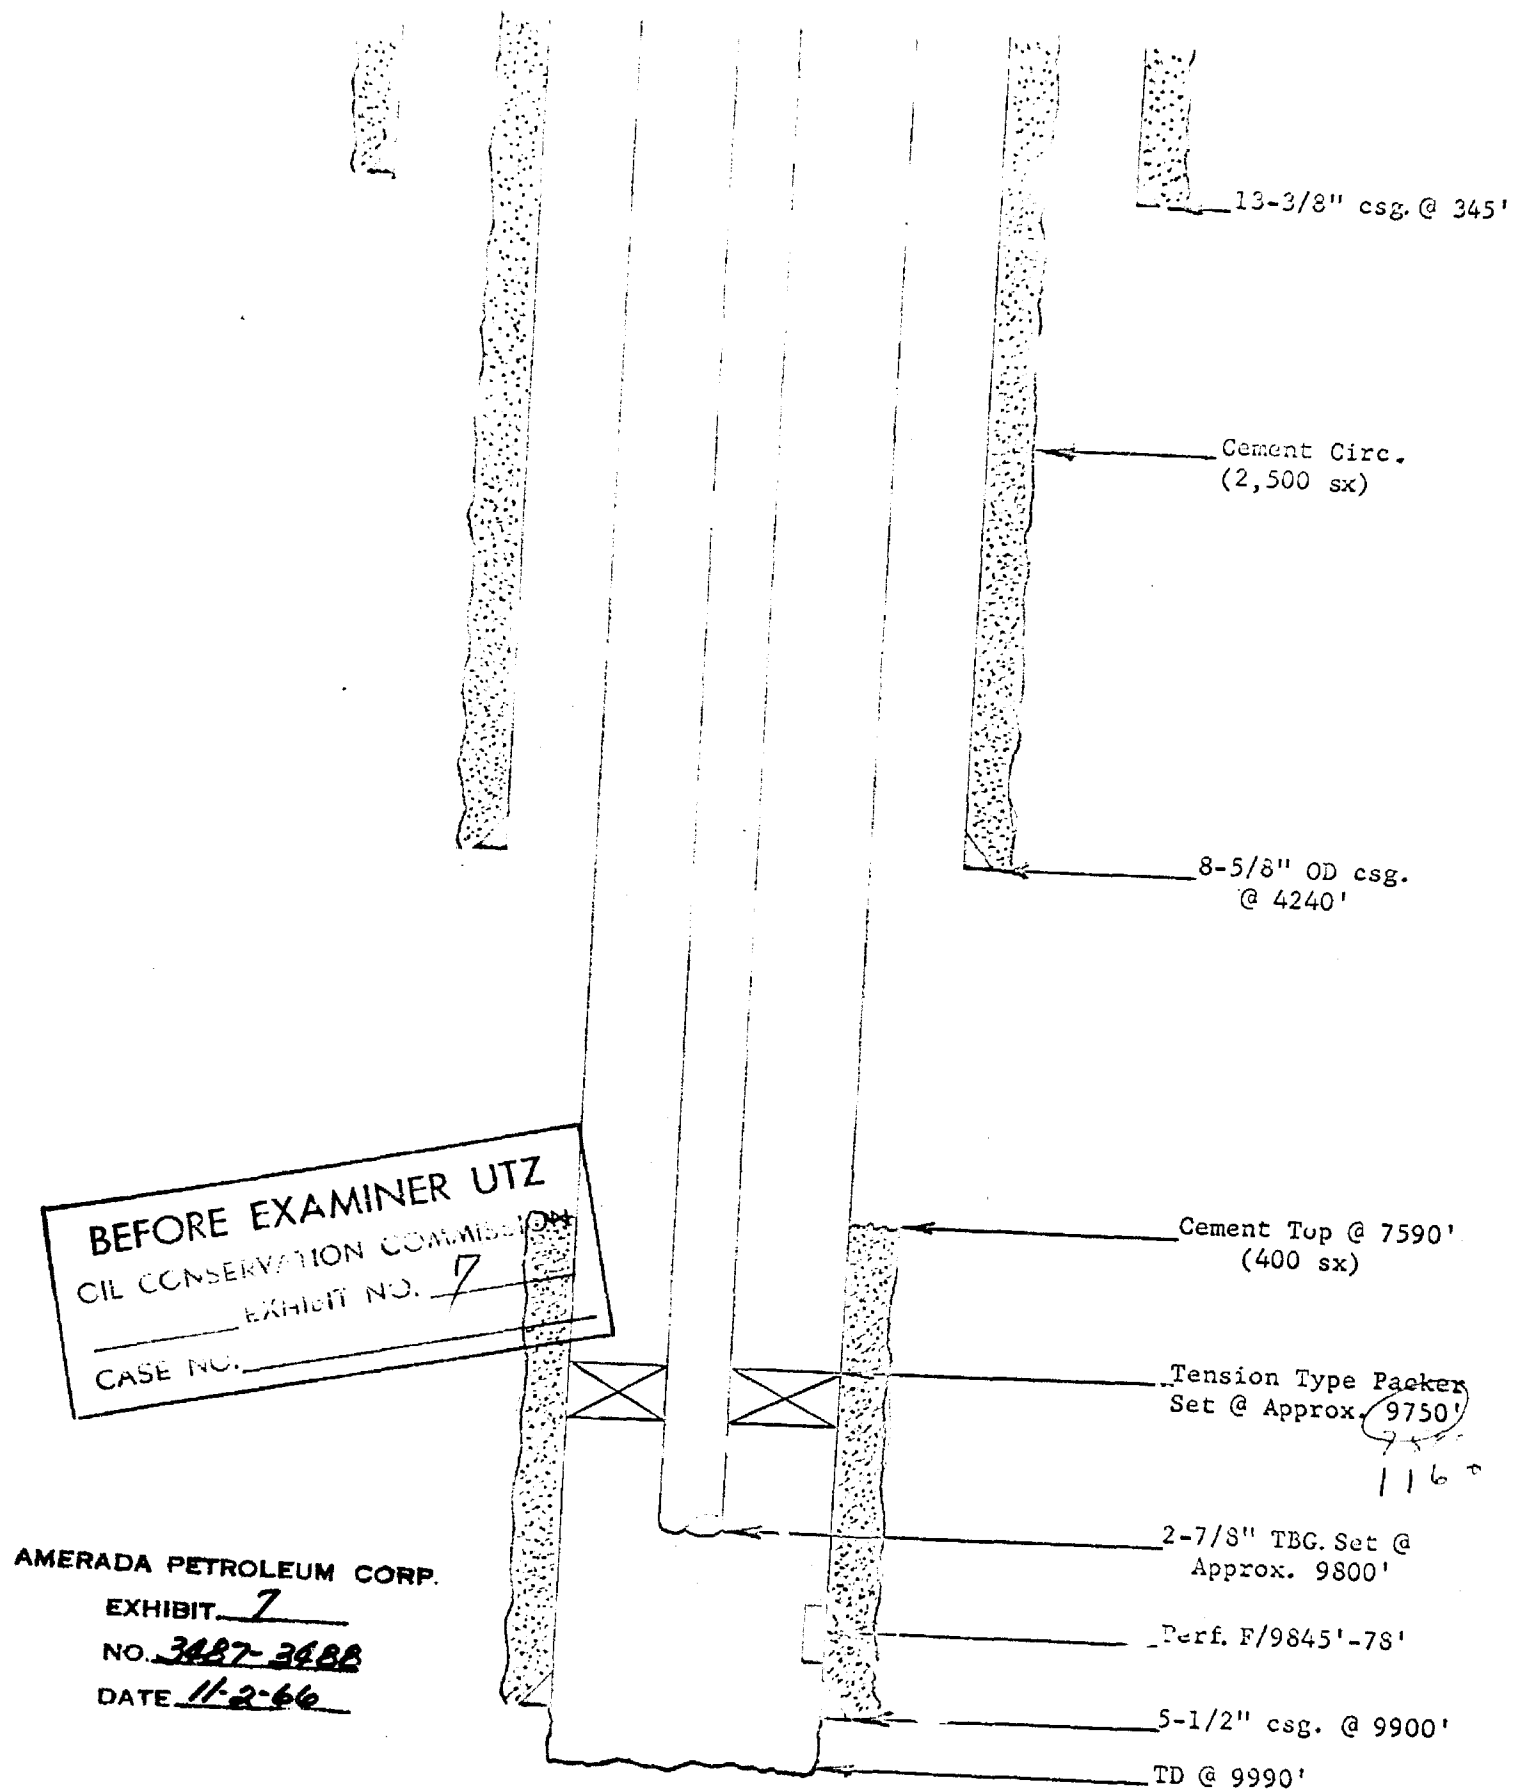 13-3/8" csg. @ 345'
Cement Circ.
(2,500 sx)
8-5/8" OD csg.
@ 4240'
BEFORE EXAMINER UTZ
OIL CONSERVATION COMMISSION
EXHIBIT NO. 7
CASE NO.
Cement Top @ 7590'
(400 sx)
Tension Type Packer
Set @ Approx. 9750'
116
2-7/8" TBG. Set @
Approx. 9800'
Perf. F/9845'-78'
5-1/2" csg. @ 9900'
TD @ 9990'
AMERADA PETROLEUM CORP.
EXHIBIT 7
NO. 3487-3488
DATE 11-2-66